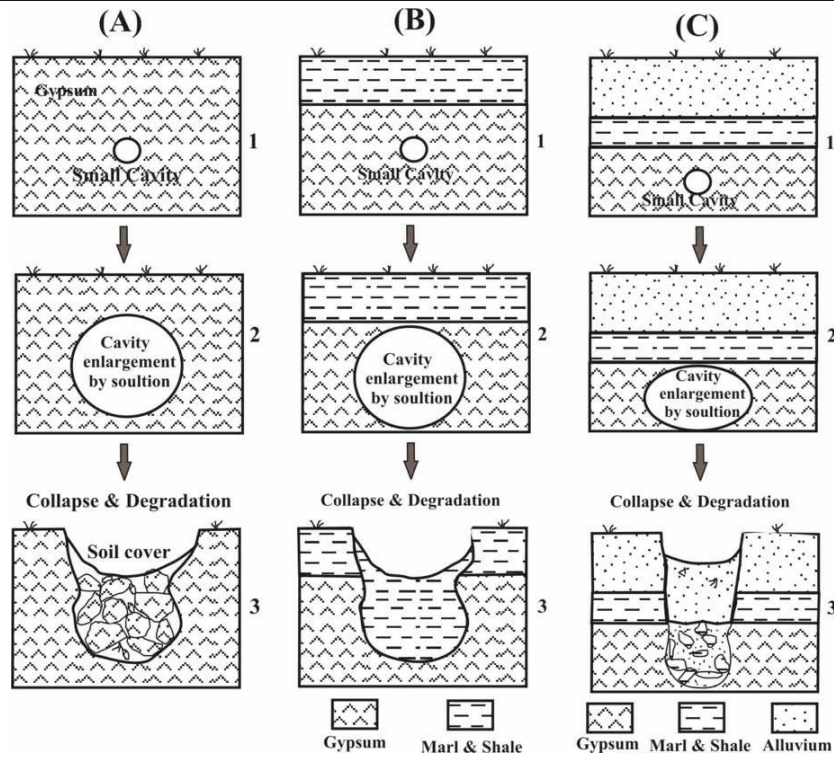 (A)
(B)
(C)
Gypsum
Small Cavity
1
Small Cavity
1
Small Cavity
1
Cavity
enlargement
by soultion
2
Cavity
enlargement
by soultion
2
Cavity
enlargement
by soultion
2
Collapse & Degradation
Collapse & Degradation
Collapse & Degradation
Soil cover
3
3
3
Gypsum
Marl & Shale
Gypsum
Marl & Shale
Alluvium